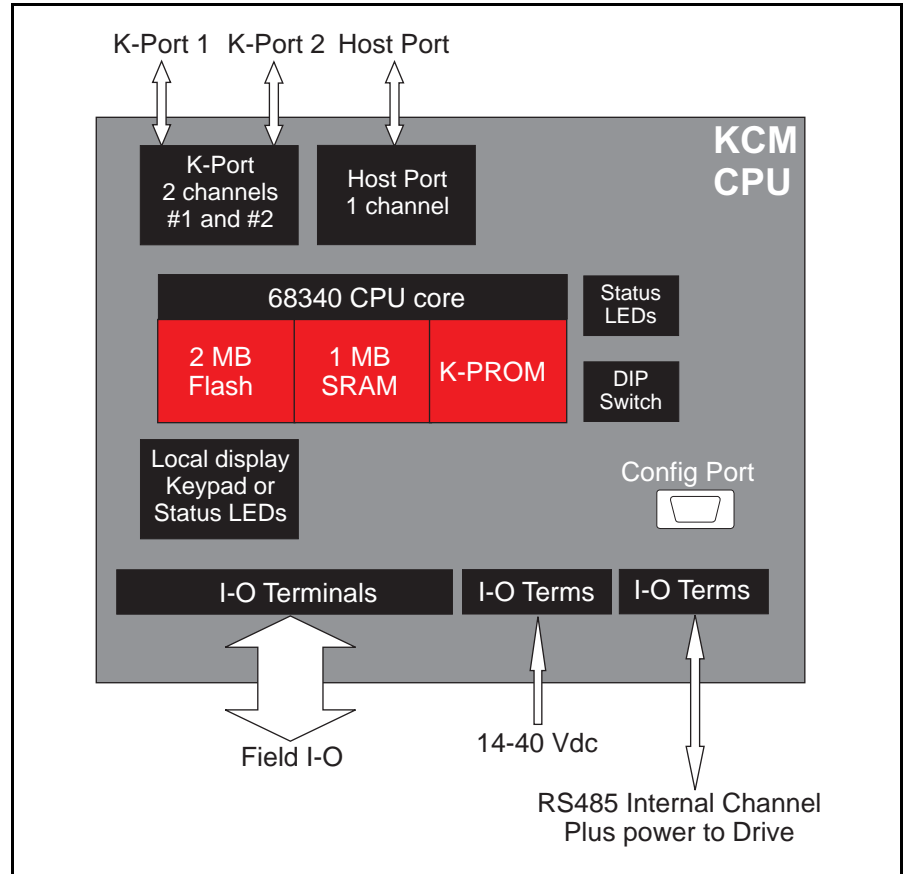 K-Port 1 K-Port 2 Host Port
KCM
CPU
K-Port
2 channels
#1 and #2
Host Port
1 channel
68340 CPU core
2 MB
Flash
1 MB
SRAM
K-PROM
Status
LEDs
DIP
Switch
Local display
Keypad or
Status LEDs
Config Port
I-O Terminals
I-O Terms
I-O Terms
Field I-O
14-40 Vdc
RS485 Internal Channel
Plus power to Drive